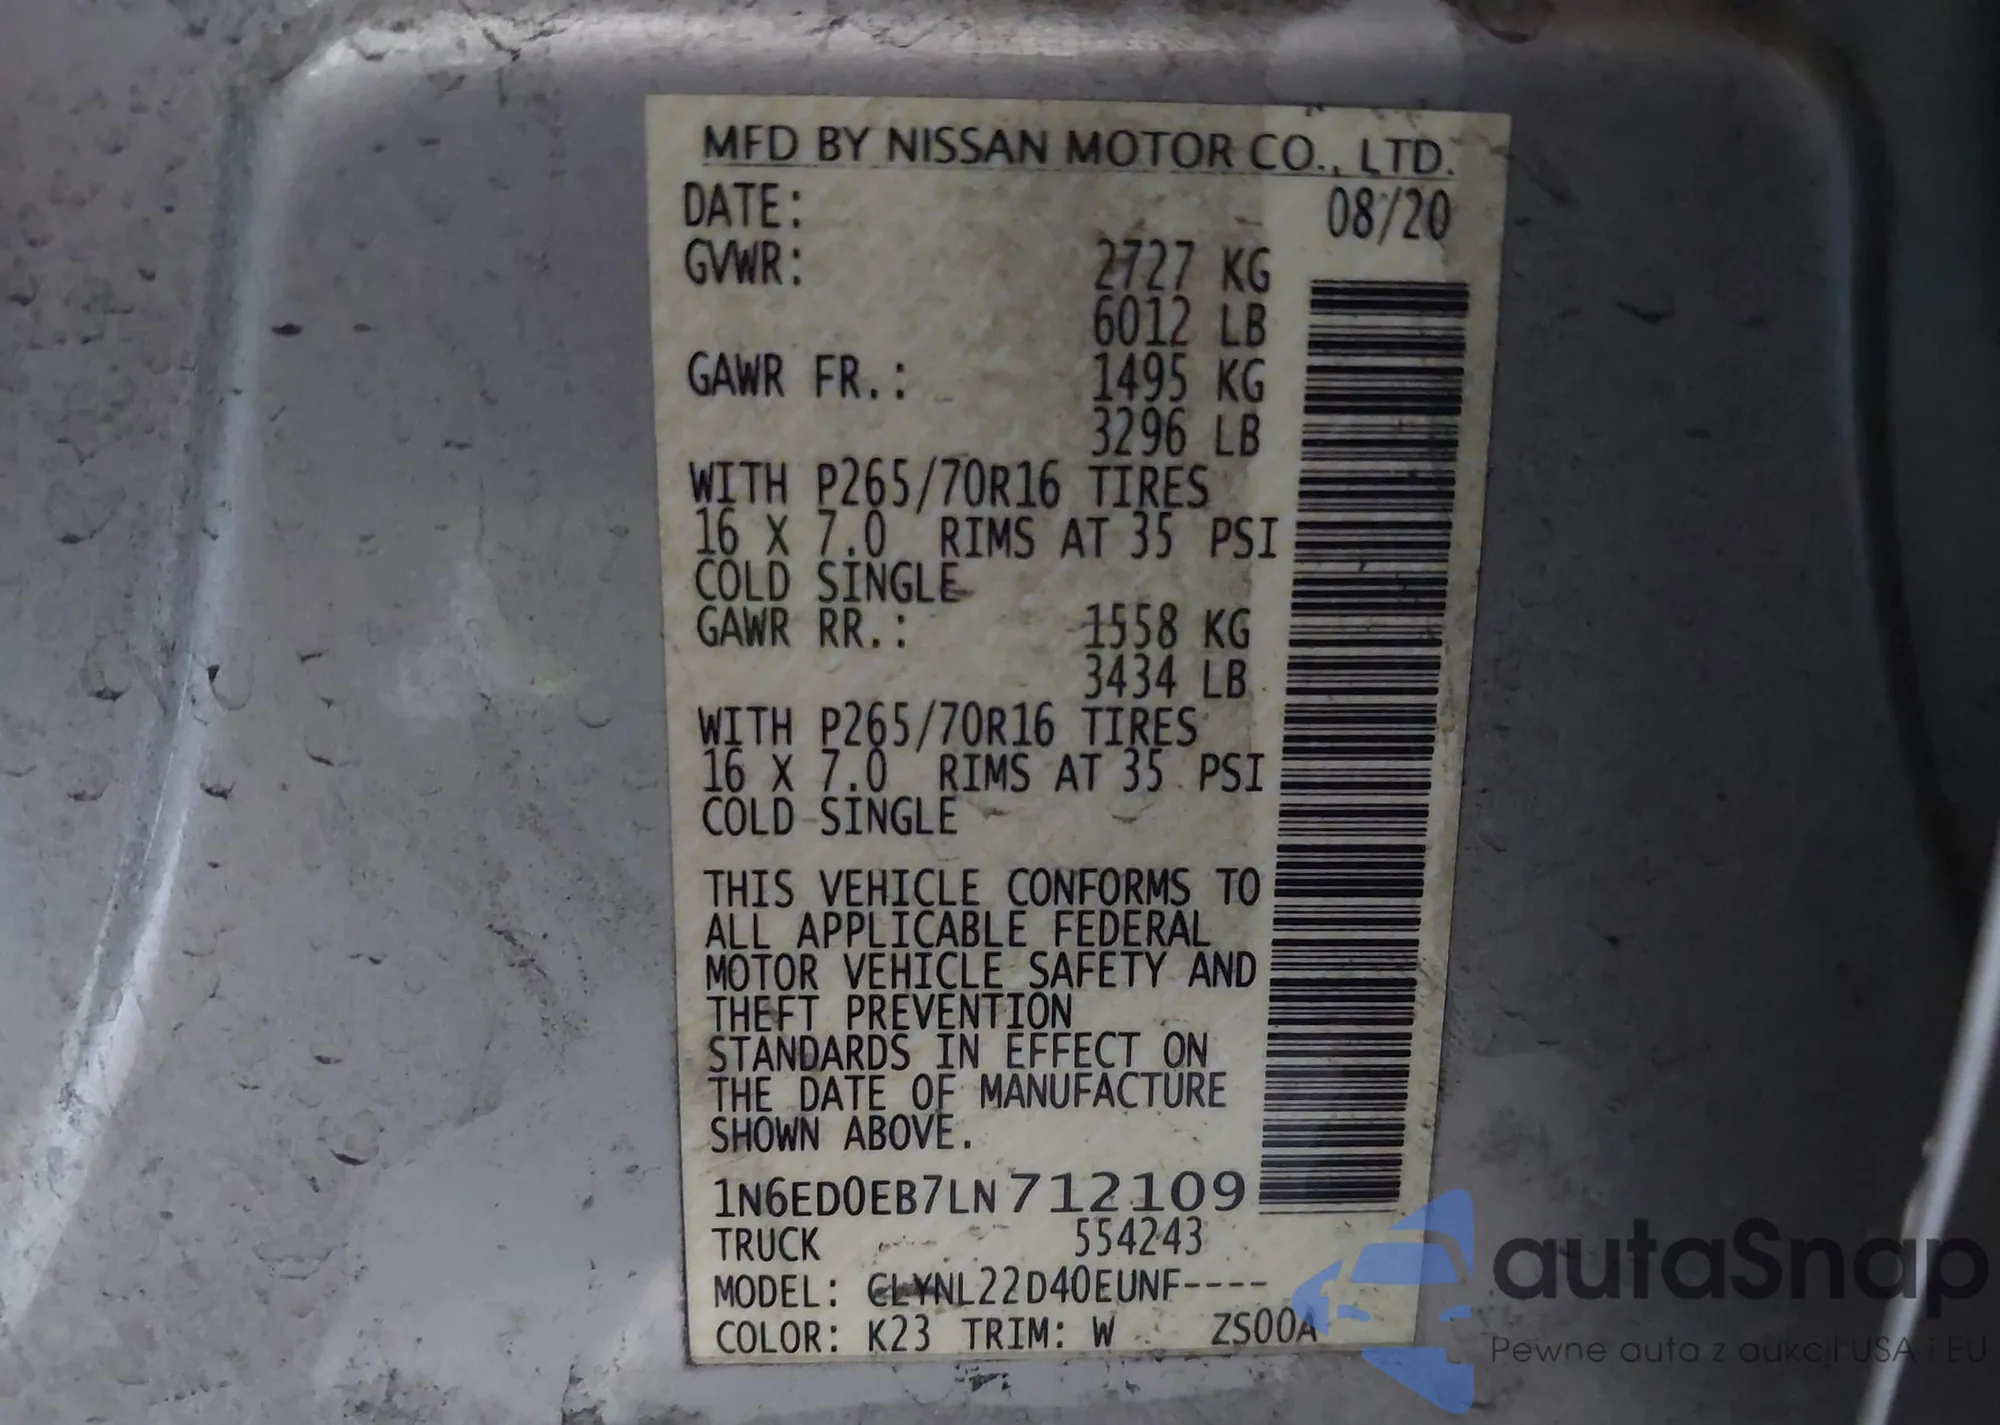 MFD BY NISSAN MOTOR CO., LTD.
DATE: 08/20
GVWR: 2727 KG
6012 LB
GAWR FR.: 1495 KG
3296 LB
WITH P265/70R16 TIRES
16 X 7.0 RIMS AT 35 PSI
COLD SINGLE
GAWR RR.: 1558 KG
3434 LB
WITH P265/70R16 TIRES
16 X 7.0 RIMS AT 35 PSI
COLD SINGLE
THIS VEHICLE CONFORMS TO
ALL APPLICABLE FEDERAL
MOTOR VEHICLE SAFETY AND
THEFT PREVENTION
STANDARDS IN EFFECT ON
THE DATE OF MANUFACTURE
SHOWN ABOVE.
1N6ED0EB7LN712109
TRUCK 554243
MODEL: CLYNL22D40EUNF----
COLOR: K23 TRIM: W ZS00A
autaSnap
Pewne auta z aukcji USA i EU